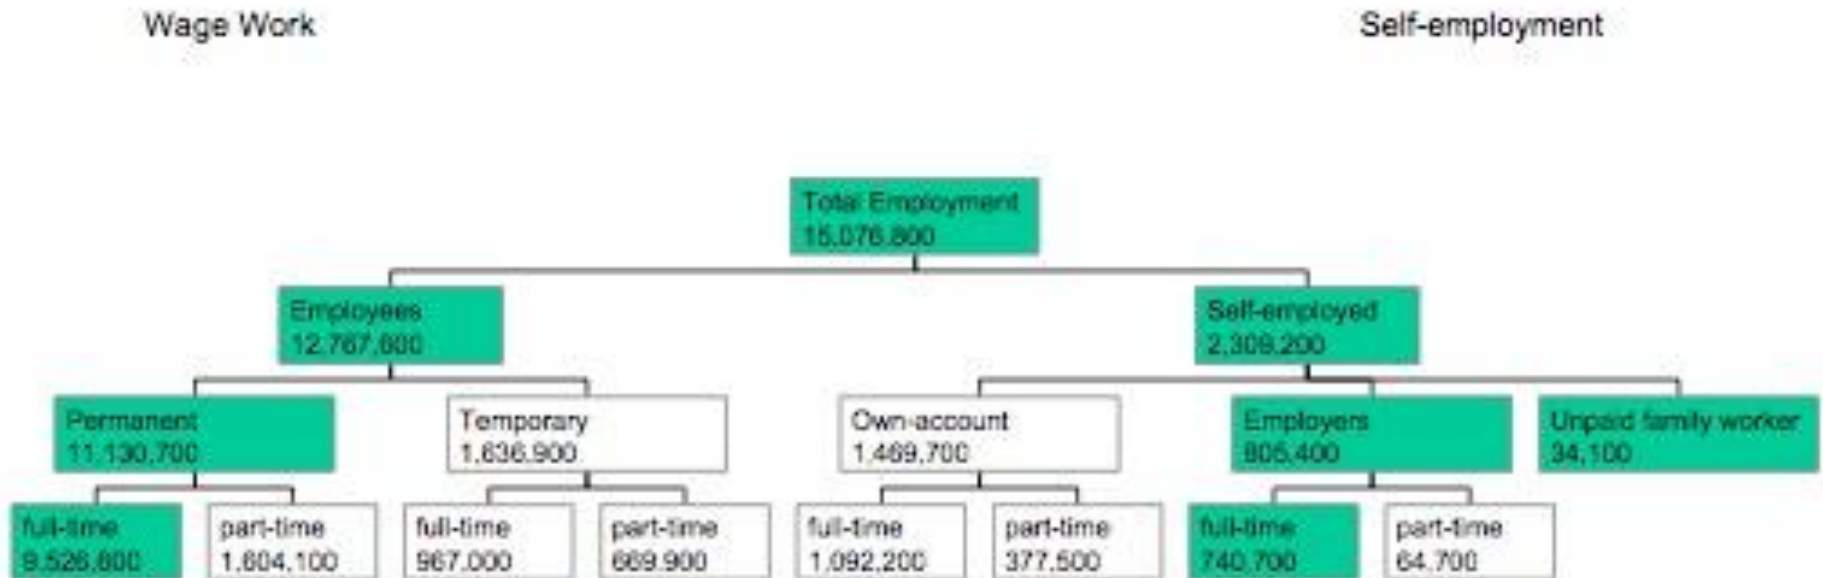 Wage Work
Self-employment
Total Employment
15,076,800
Employees
12,767,600
Self-employed
2,309,200
Permanent
11,130,700
Temporary
1,636,900
Own-account
1,469,700
Employers
805,400
Unpaid family worker
34,100
full-time
9,526,600
part-time
1,604,100
full-time
967,000
part-time
669,900
full-time
1,092,200
part-time
377,500
full-time
740,700
part-time
64,700